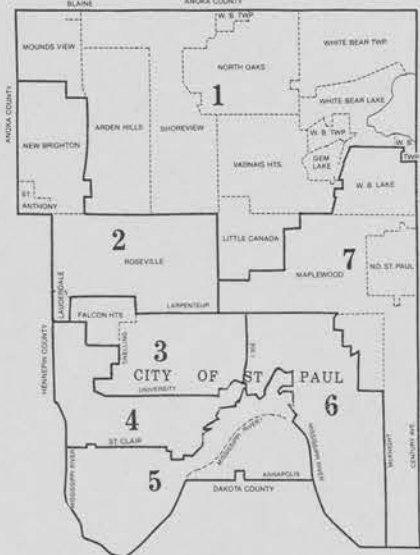 BLAINE
ANOKA COUNTY
MOUNDS VIEW
W. B. TWP
WHITE BEAR TWP.
NORTH OAKS
1
ANOKA COUNTY
WHITE BEAR LAKE
ARDEN HILLS
SHOREVIEW
W. B. TWP
NEW BRIGHTON
VADNAIS HTS.
GEM
LAKE
W. B.
TWP
W. B. LAKE
ST.
ANTHONY
2
LITTLE CANADA
7
ROSEVILLE
MAPLEWOOD
NO. ST. PAUL
LAUDERDALE
LARPENTEUR
FALCON HTS.
HENNEPIN COUNTY
SNELLING
3
I-35E
CITY OF ST PAUL
UNIVERSITY
6
4
MISSISSIPPI RIVER
ST CLAIR
MISSISSIPPI RIVER
MISSISSIPPI RIVER
McKNIGHT
CENTURY AVE.
5
ANNAPOLIS
DAKOTA COUNTY